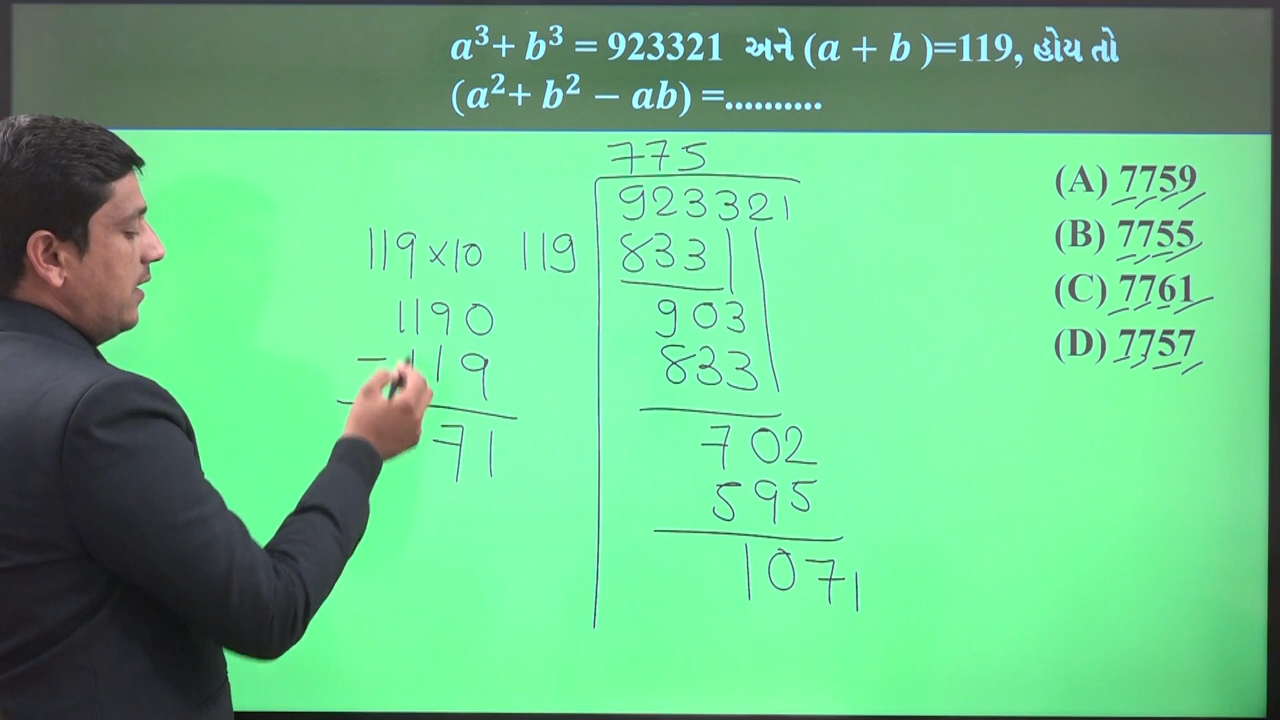 a³+ b³ = 923321 અને (a + b )=119, હોય તો
(a²+ b² − ab) =..........
775
923321
119×10 119
833
1190
903
−119
833
71
702
595
1071
(A) 7759
(B) 7755
(C) 7761
(D) 7757